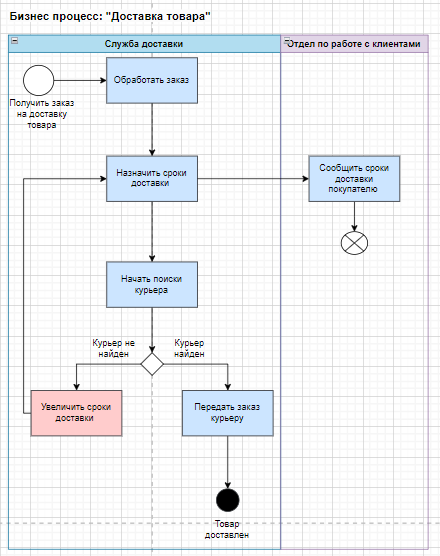 Бизнес процесс: "Доставка товара"
Служба доставки
Отдел по работе с клиентами
Обработать заказ
Получить заказ
на доставку
товара
Назначить сроки
доставки
Сообщить сроки
доставки
покупателю
Начать поиски
курьера
Курьер не
найден
Курьер
найден
Увеличить сроки
доставки
Передать заказ
курьеру
Товар
доставлен